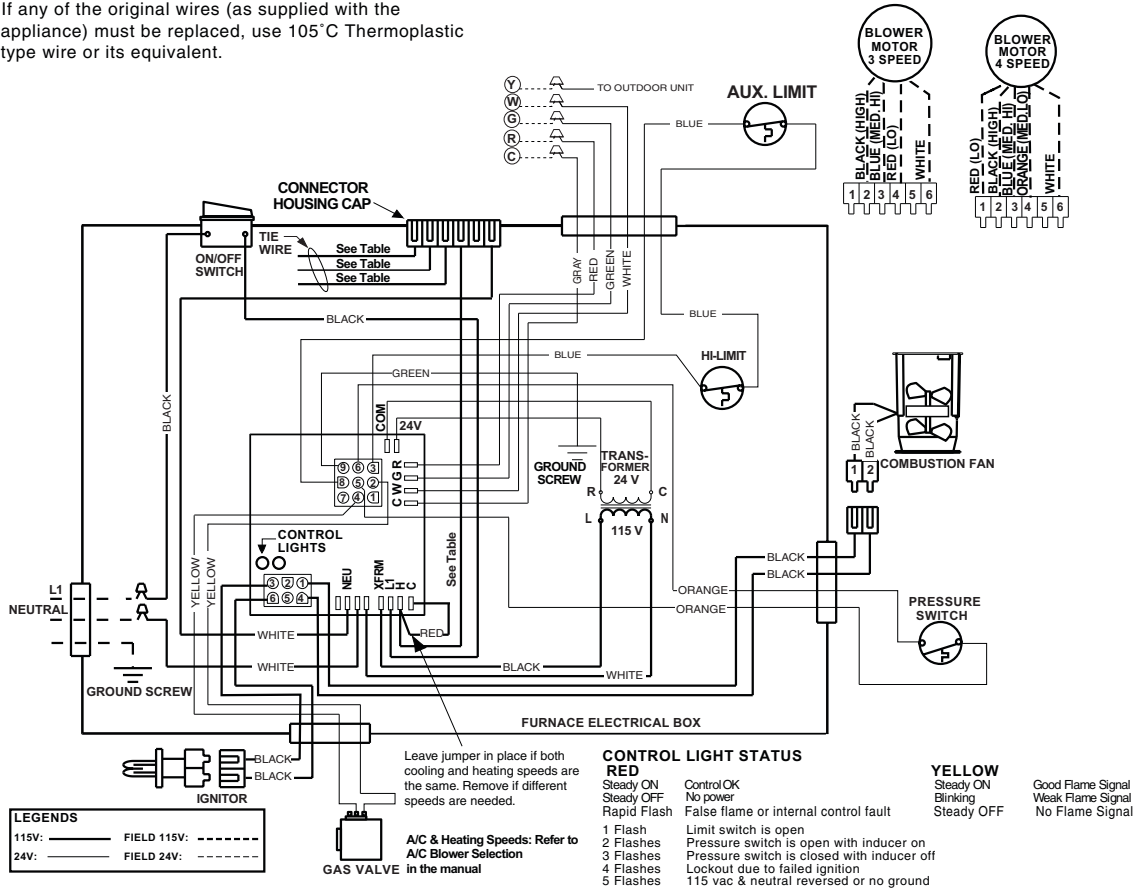 If any of the original wires (as supplied with the
appliance) must be replaced, use 105˚C Thermoplastic
type wire or its equivalent.
BLOWER
MOTOR
3 SPEED
BLOWER
MOTOR
4 SPEED
BLACK (HIGH)
BLUE (MED. HI)
RED (LO)
WHITE
1 2 3 4 5 6
RED (LO)
BLACK (HIGH)
BLUE (MED. HI)
ORANGE (MED.LO)
WHITE
1 2 3 4 5 6
Y
W
G
R
C
TO OUTDOOR UNIT
AUX. LIMIT
BLUE
CONNECTOR
HOUSING CAP
ON/OFF
SWITCH
TIE
WIRE
See Table
See Table
See Table
GRAY
RED
GREEN
WHITE
BLACK
BLUE
BLUE
HI-LIMIT
GREEN
BLACK
COM
24V
9 6 3
8 5 2
7 4 1
C W G R
GROUND
SCREW
TRANS-
FORMER
24 V
R
C
L
N
115 V
BLACK
BLACK
1 2
COMBUSTION FAN
CONTROL
LIGHTS
3 2 1
6 5 4
NEU
XFRM
L1
H
C
See Table
YELLOW
YELLOW
BLACK
BLACK
ORANGE
ORANGE
PRESSURE
SWITCH
L1
NEUTRAL
WHITE
RED
WHITE
BLACK
WHITE
GROUND SCREW
FURNACE ELECTRICAL BOX
BLACK
BLACK
IGNITOR
Leave jumper in place if both
cooling and heating speeds are
the same. Remove if different
speeds are needed.
A/C & Heating Speeds: Refer to
A/C Blower Selection
in the manual
GAS VALVE
LEGENDS
115V:
FIELD 115V:
24V:
FIELD 24V:
CONTROL LIGHT STATUS
RED
Steady ON Control OK
Steady OFF No power
Rapid Flash False flame or internal control fault
1 Flash Limit switch is open
2 Flashes Pressure switch is open with inducer on
3 Flashes Pressure switch is closed with inducer off
4 Flashes Lockout due to failed ignition
5 Flashes 115 vac & neutral reversed or no ground
YELLOW
Steady ON Good Flame Signal
Blinking Weak Flame Signal
Steady OFF No Flame Signal